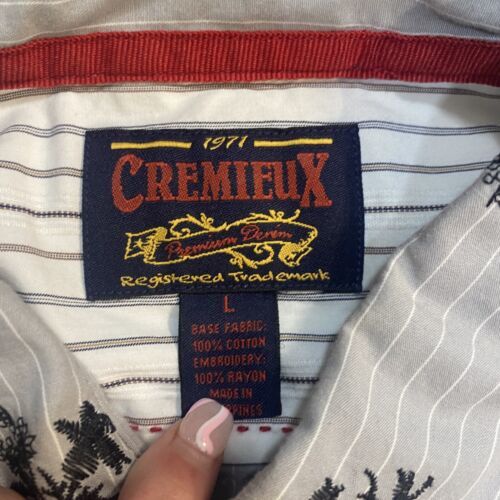 1971
CREMIEUX
Premium Denim
Registered Trademark
L
BASE FABRIC:
100% COTTON
EMBROIDERY:
100% RAYON
MADE IN